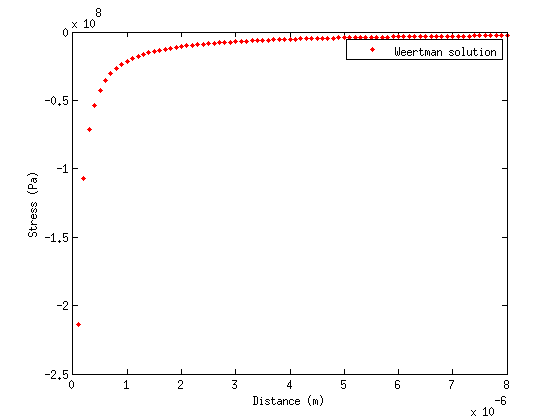 x 10^8
0
Weertman solution
-0.5
-1
Stress (Pa)
-1.5
-2
-2.5
0 1 2 3 4 5 6 7 8
Distance (m)
x 10^-6